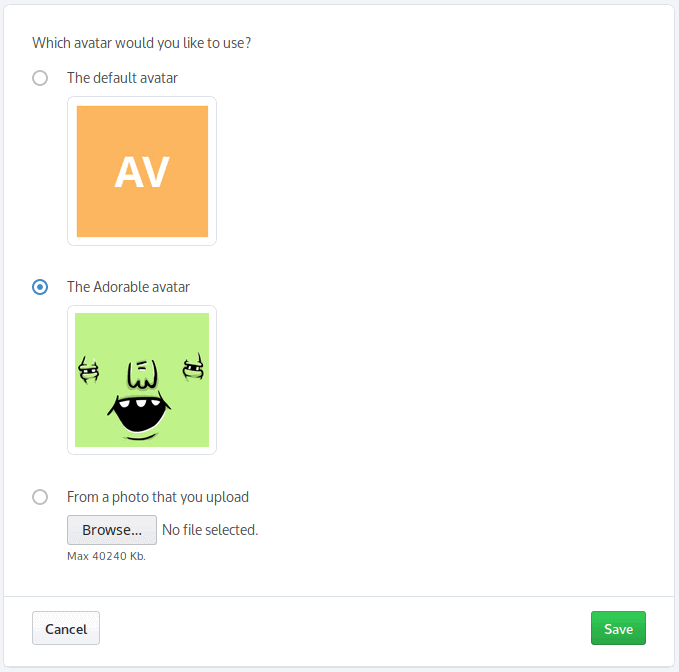 Which avatar would you like to use?
The default avatar
AV
The Adorable avatar
From a photo that you upload
Browse... No file selected.
Max 40240 Kb.
Cancel Save